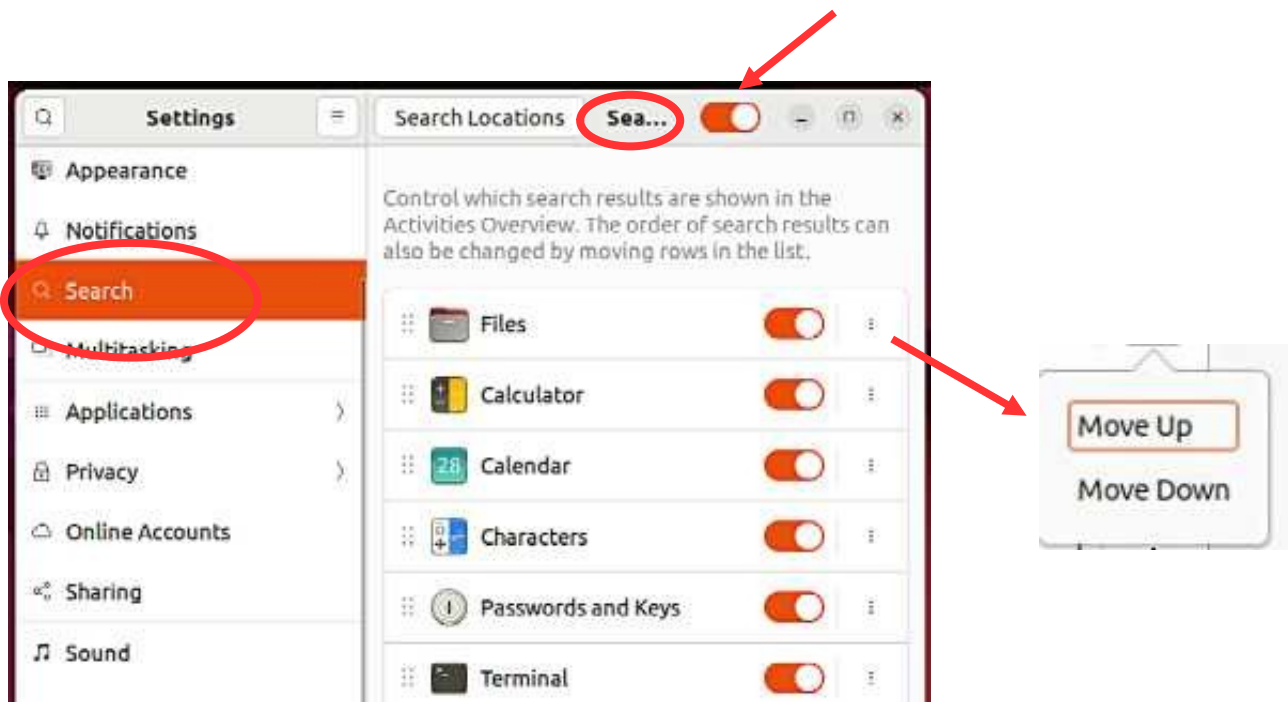 Settings
Search Locations
Sea...
Appearance
Notifications
Search
Multitasking
Applications
Privacy
Online Accounts
Sharing
Sound
Control which search results are shown in the
Activities Overview. The order of search results can
also be changed by moving rows in the list.
Files
Calculator
28
Calendar
Characters
Passwords and Keys
Terminal
Move Up
Move Down